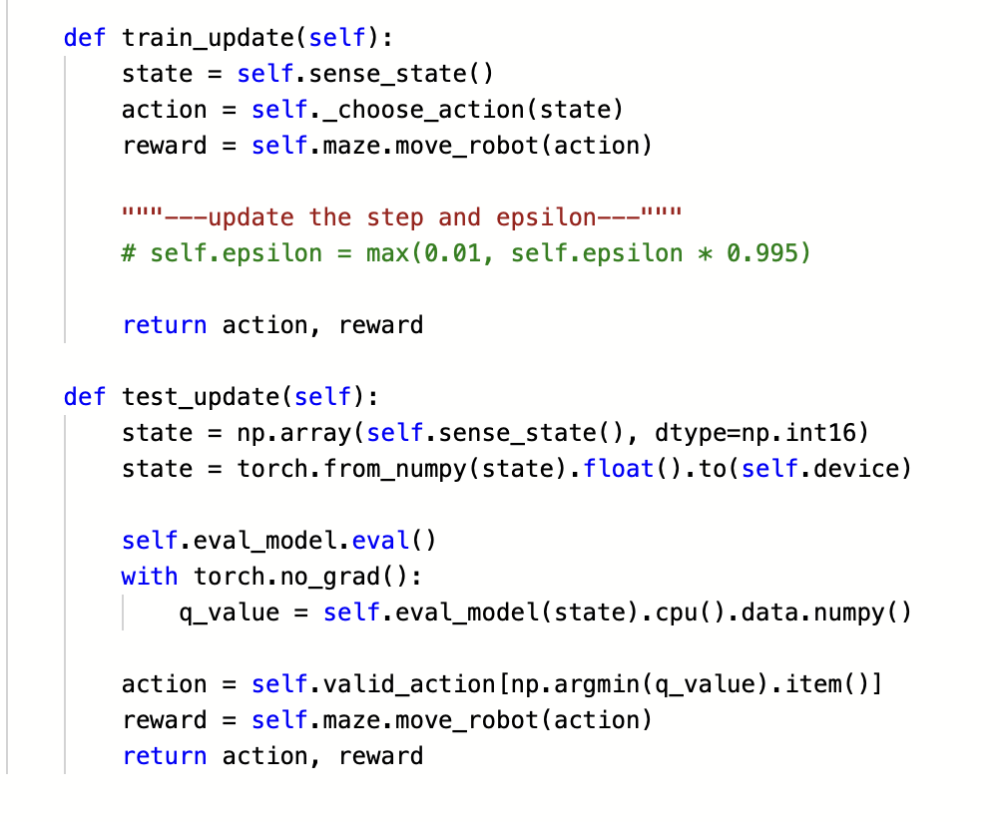 def train_update(self):
    state = self.sense_state()
    action = self._choose_action(state)
    reward = self.maze.move_robot(action)

    """---update the step and epsilon---"""
    # self.epsilon = max(0.01, self.epsilon * 0.995)

    return action, reward

def test_update(self):
    state = np.array(self.sense_state(), dtype=np.int16)
    state = torch.from_numpy(state).float().to(self.device)

    self.eval_model.eval()
    with torch.no_grad():
        q_value = self.eval_model(state).cpu().data.numpy()

    action = self.valid_action[np.argmin(q_value).item()]
    reward = self.maze.move_robot(action)
    return action, reward